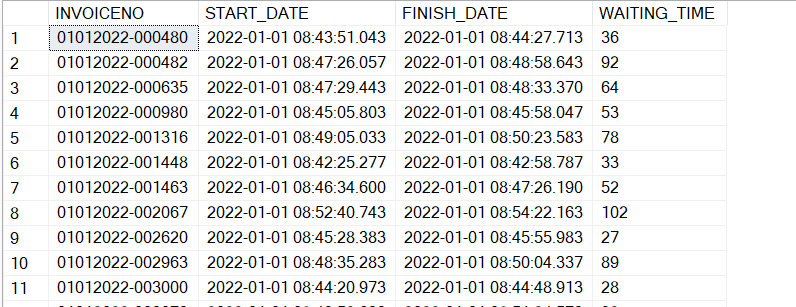 INVOICENO START_DATE FINISH_DATE WAITING_TIME
1 01012022-000480 2022-01-01 08:43:51.043 2022-01-01 08:44:27.713 36
2 01012022-000482 2022-01-01 08:47:26.057 2022-01-01 08:48:58.643 92
3 01012022-000635 2022-01-01 08:47:29.443 2022-01-01 08:48:33.370 64
4 01012022-000980 2022-01-01 08:45:05.803 2022-01-01 08:45:58.047 53
5 01012022-001316 2022-01-01 08:49:05.033 2022-01-01 08:50:23.583 78
6 01012022-001448 2022-01-01 08:42:25.277 2022-01-01 08:42:58.787 33
7 01012022-001463 2022-01-01 08:46:34.600 2022-01-01 08:47:26.190 52
8 01012022-002067 2022-01-01 08:52:40.743 2022-01-01 08:54:22.163 102
9 01012022-002620 2022-01-01 08:45:28.383 2022-01-01 08:45:55.983 27
10 01012022-002963 2022-01-01 08:48:35.283 2022-01-01 08:50:04.337 89
11 01012022-003000 2022-01-01 08:44:20.973 2022-01-01 08:44:48.913 28